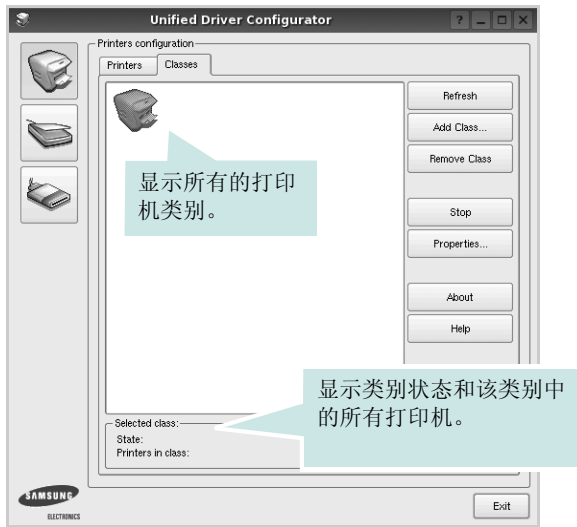 Unified Driver Configurator
Printers configuration
Printers Classes
Refresh
Add Class...
Remove Class
显示所有的打印
机类别。
Stop
Properties...
About
Help
显示类别状态和该类别中
的所有打印机。
Selected class:
State:
Printers in class:
SAMSUNG
ELECTRONICS
Exit